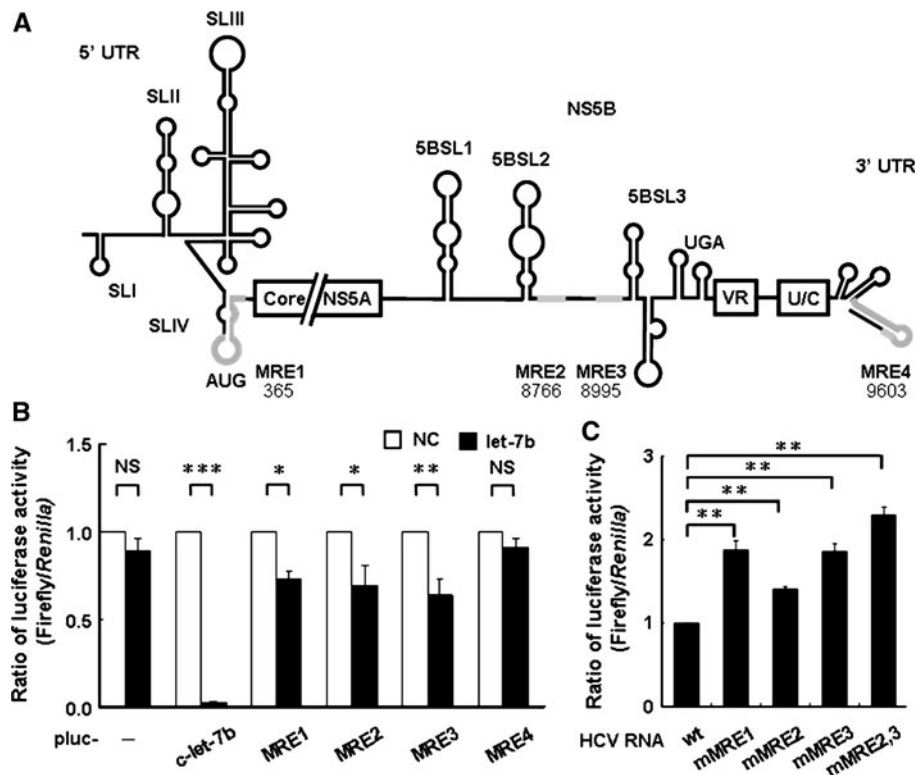 A
5' UTR
SLIII
SLII
NS5B
5BSL1
5BSL2
3' UTR
5BSL3
UGA
SLI
Core
NS5A
VR
U/C
SLIV
AUG
MRE1
365
MRE2
8766
MRE3
8995
MRE4
9603
B
NC
let-7b
Ratio of luciferase activity
(Firefly/Renilla)
1.5
1.0
0.5
0.0
NS
***
*
*
**
NS
pluc-
–
c-let-7b
MRE1
MRE2
MRE3
MRE4
C
Ratio of luciferase activity
(Firefly/Renilla)
3
2
1
0
**
**
**
**
HCV RNA
wt
mMRE1
mMRE2
mMRE3
mMRE2,3